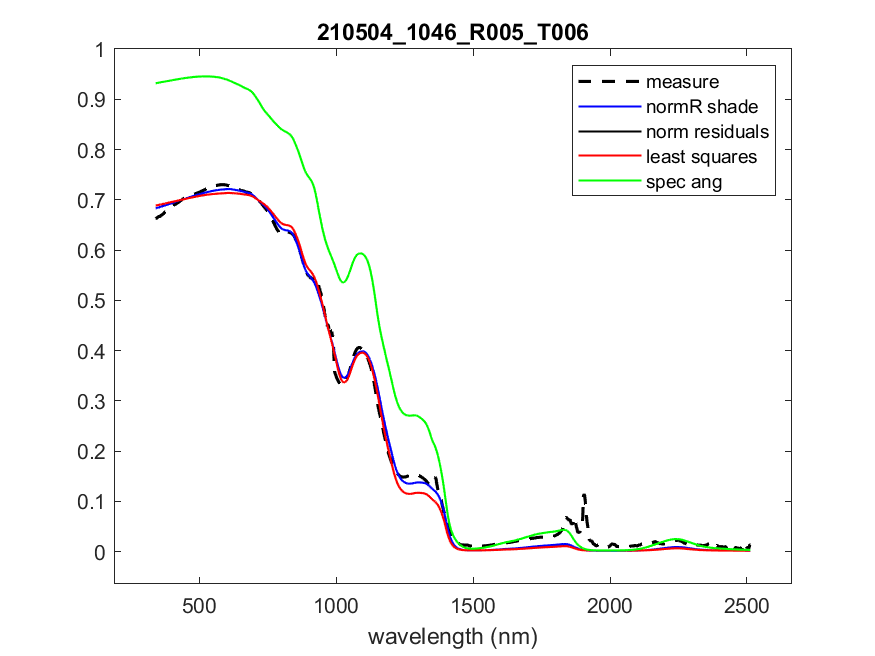 210504_1046_R005_T006
1
0.9
0.8
0.7
0.6
0.5
0.4
0.3
0.2
0.1
0
measure
normR shade
norm residuals
least squares
spec ang
500 1000 1500 2000 2500
wavelength (nm)